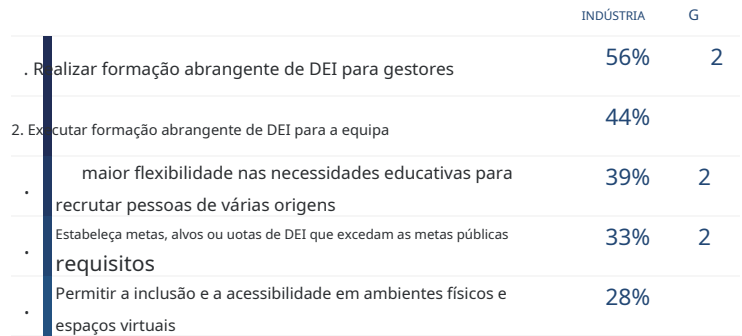 INDÚSTRIA G
. Realizar formação abrangente de DEI para gestores 56% 2
2. Executar formação abrangente de DEI para a equipa 44%
maior flexibilidade nas necessidades educativas para
. recrutar pessoas de várias origens 39% 2
Estabeleça metas, alvos ou uotas de DEI que excedam as metas públicas
. requisitos 33% 2
Permitir a inclusão e a acessibilidade em ambientes físicos e
. espaços virtuais 28%